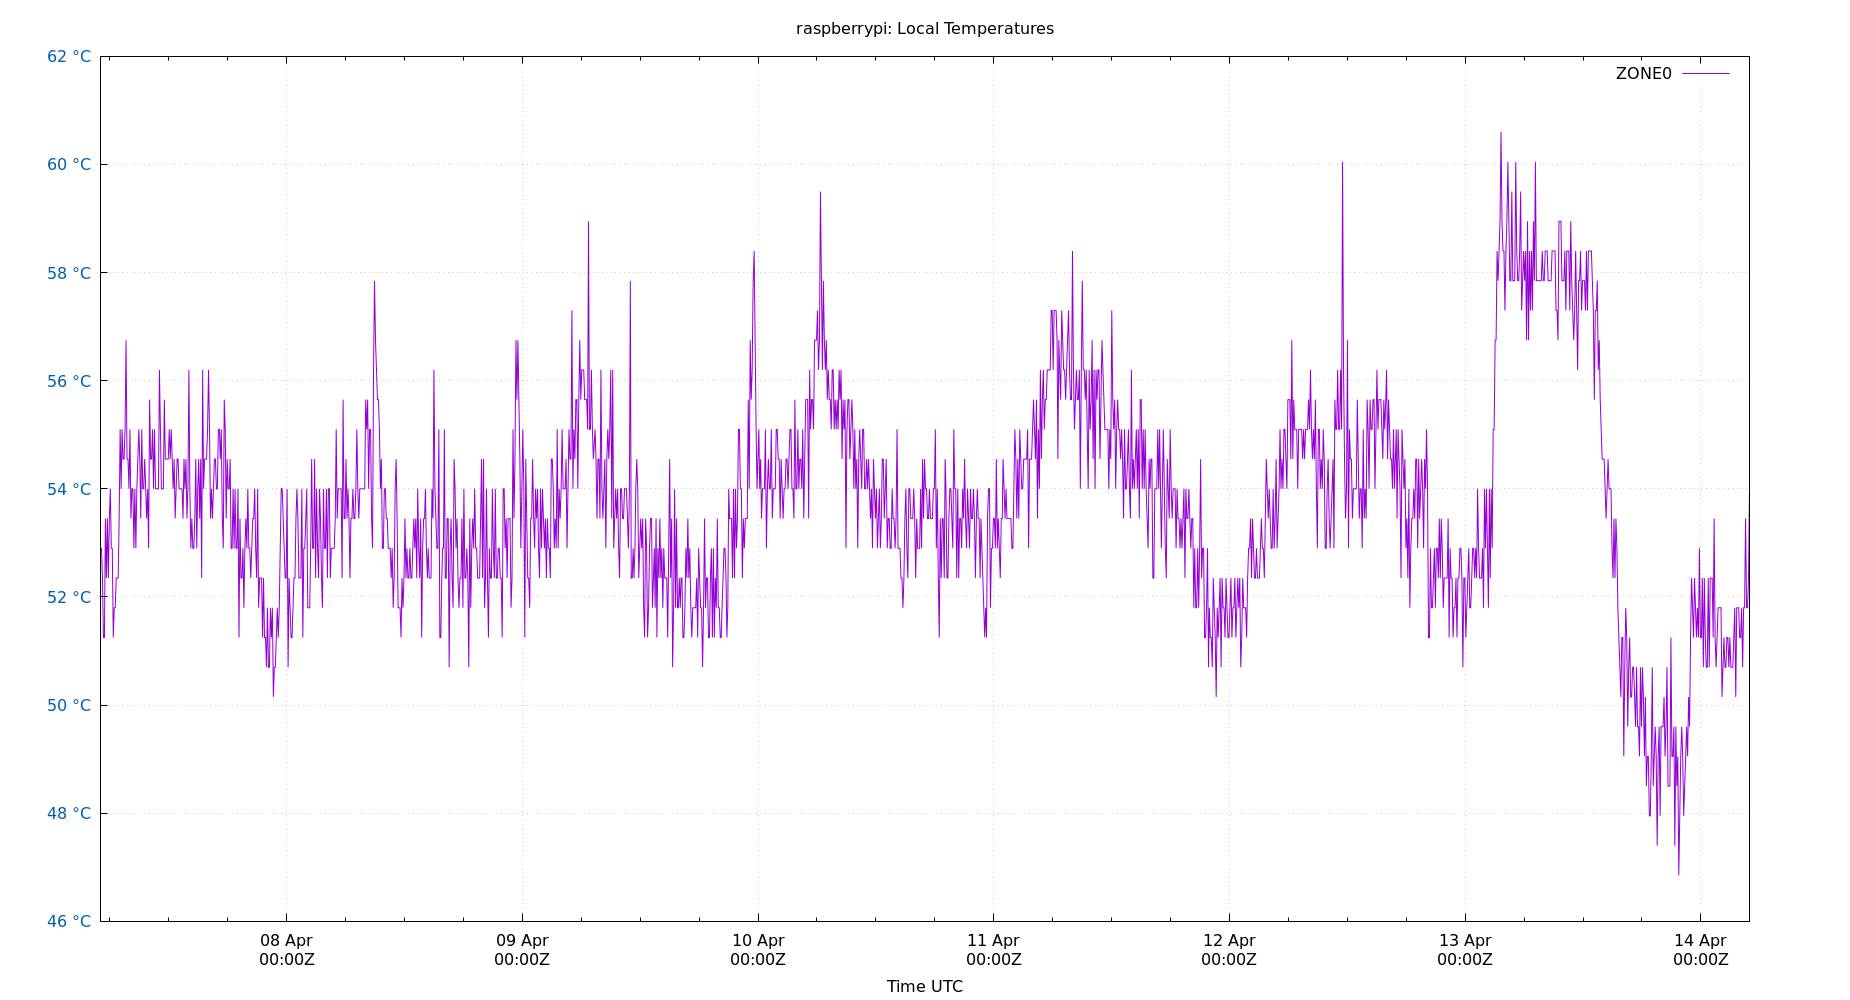 raspberrypi: Local Temperatures
62 °C
ZONE0
60 °C
58 °C
56 °C
54 °C
52 °C
50 °C
48 °C
46 °C
08 Apr 09 Apr 10 Apr 11 Apr 12 Apr 13 Apr 14 Apr
00:00Z 00:00Z 00:00Z 00:00Z 00:00Z 00:00Z 00:00Z
Time UTC